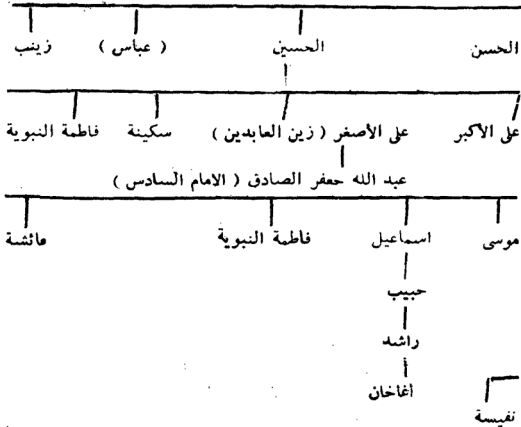 الحسن الحسين ( عباس ) زينب
على الأكبر على الأصغر ( زين العابدين ) سكينة فاطمة النبوية
عبد الله جعفر الصادق ( الامام السادس )
موسى اسماعيل فاطمة النبوية عائشة
حبيب
راشد
أغاخان
نفيسة